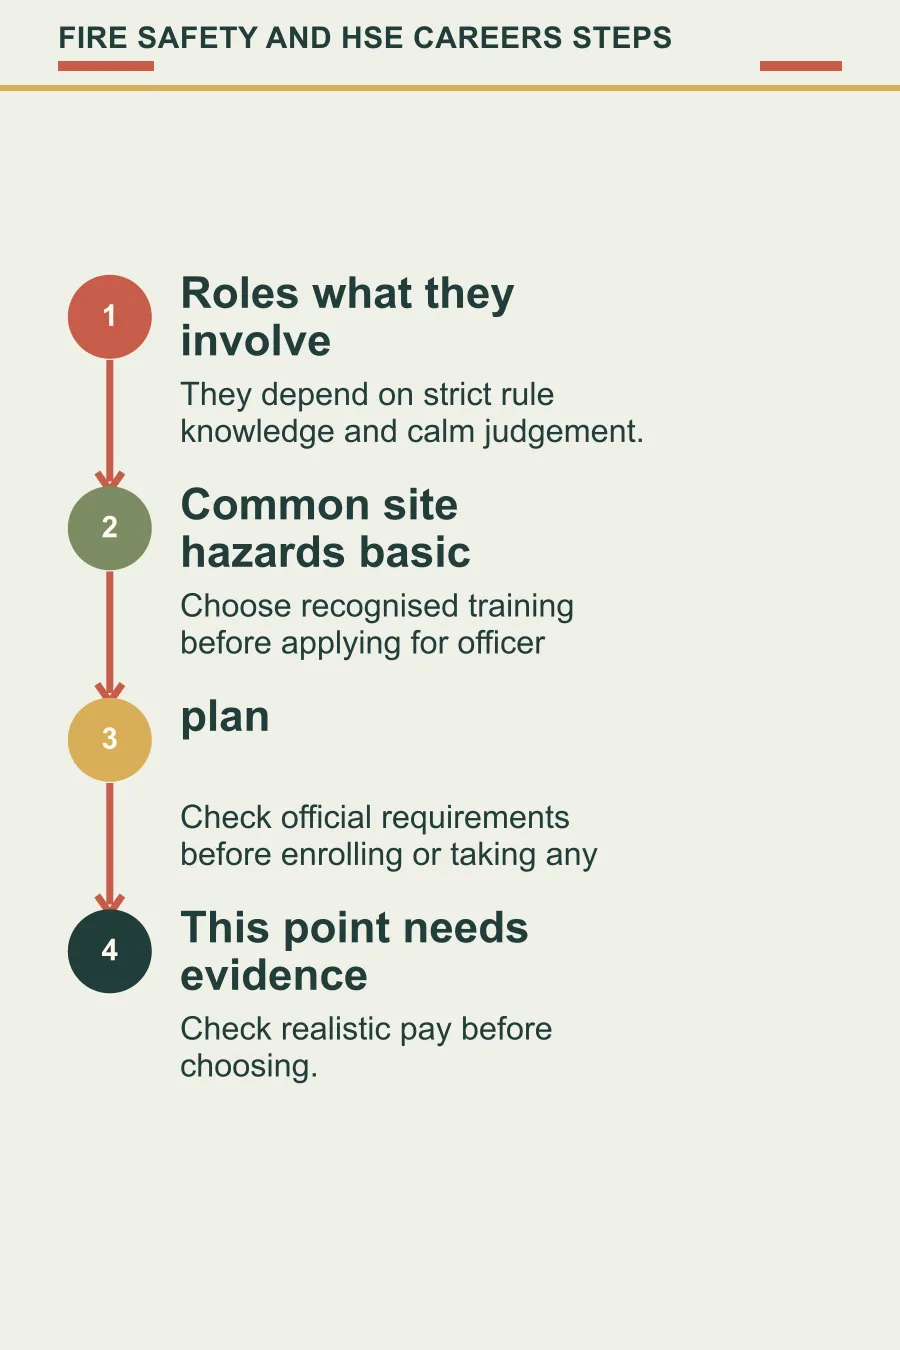 FIRE SAFETY AND HSE CAREERS STEPS
1
Roles what they
involve
They depend on strict rule
knowledge and calm judgement.
2
Common site
hazards basic
Choose recognised training
before applying for officer
3
plan
Check official requirements
before enrolling or taking any
4
This point needs
evidence
Check realistic pay before
choosing.